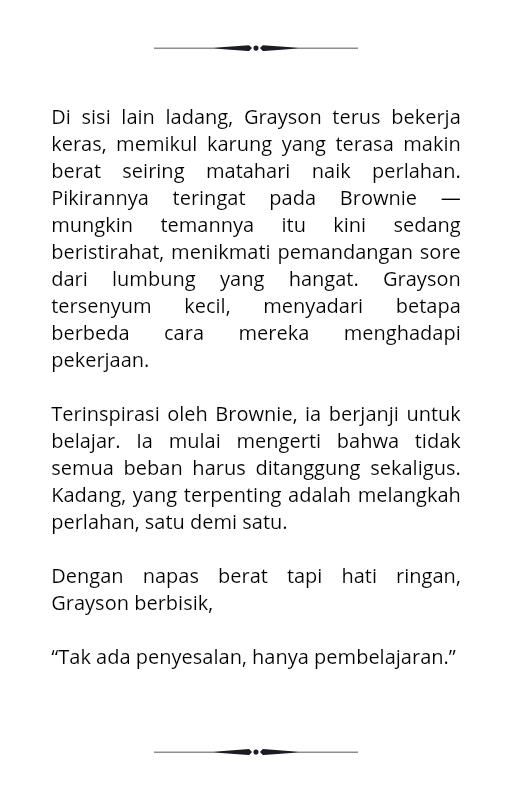 Di sisi lain ladang, Grayson terus bekerja
keras, memikul karung yang terasa makin
berat seiring matahari naik perlahan.
Pikirannya teringat pada Brownie —
mungkin temannya itu kini sedang
beristirahat, menikmati pemandangan sore
dari lumbung yang hangat. Grayson
tersenyum kecil, menyadari betapa
berbeda cara mereka menghadapi
pekerjaan.
Terinspirasi oleh Brownie, ia berjanji untuk
belajar. Ia mulai mengerti bahwa tidak
semua beban harus ditanggung sekaligus.
Kadang, yang terpenting adalah melangkah
perlahan, satu demi satu.
Dengan napas berat tapi hati ringan,
Grayson berbisik,
“Tak ada penyesalan, hanya pembelajaran.”